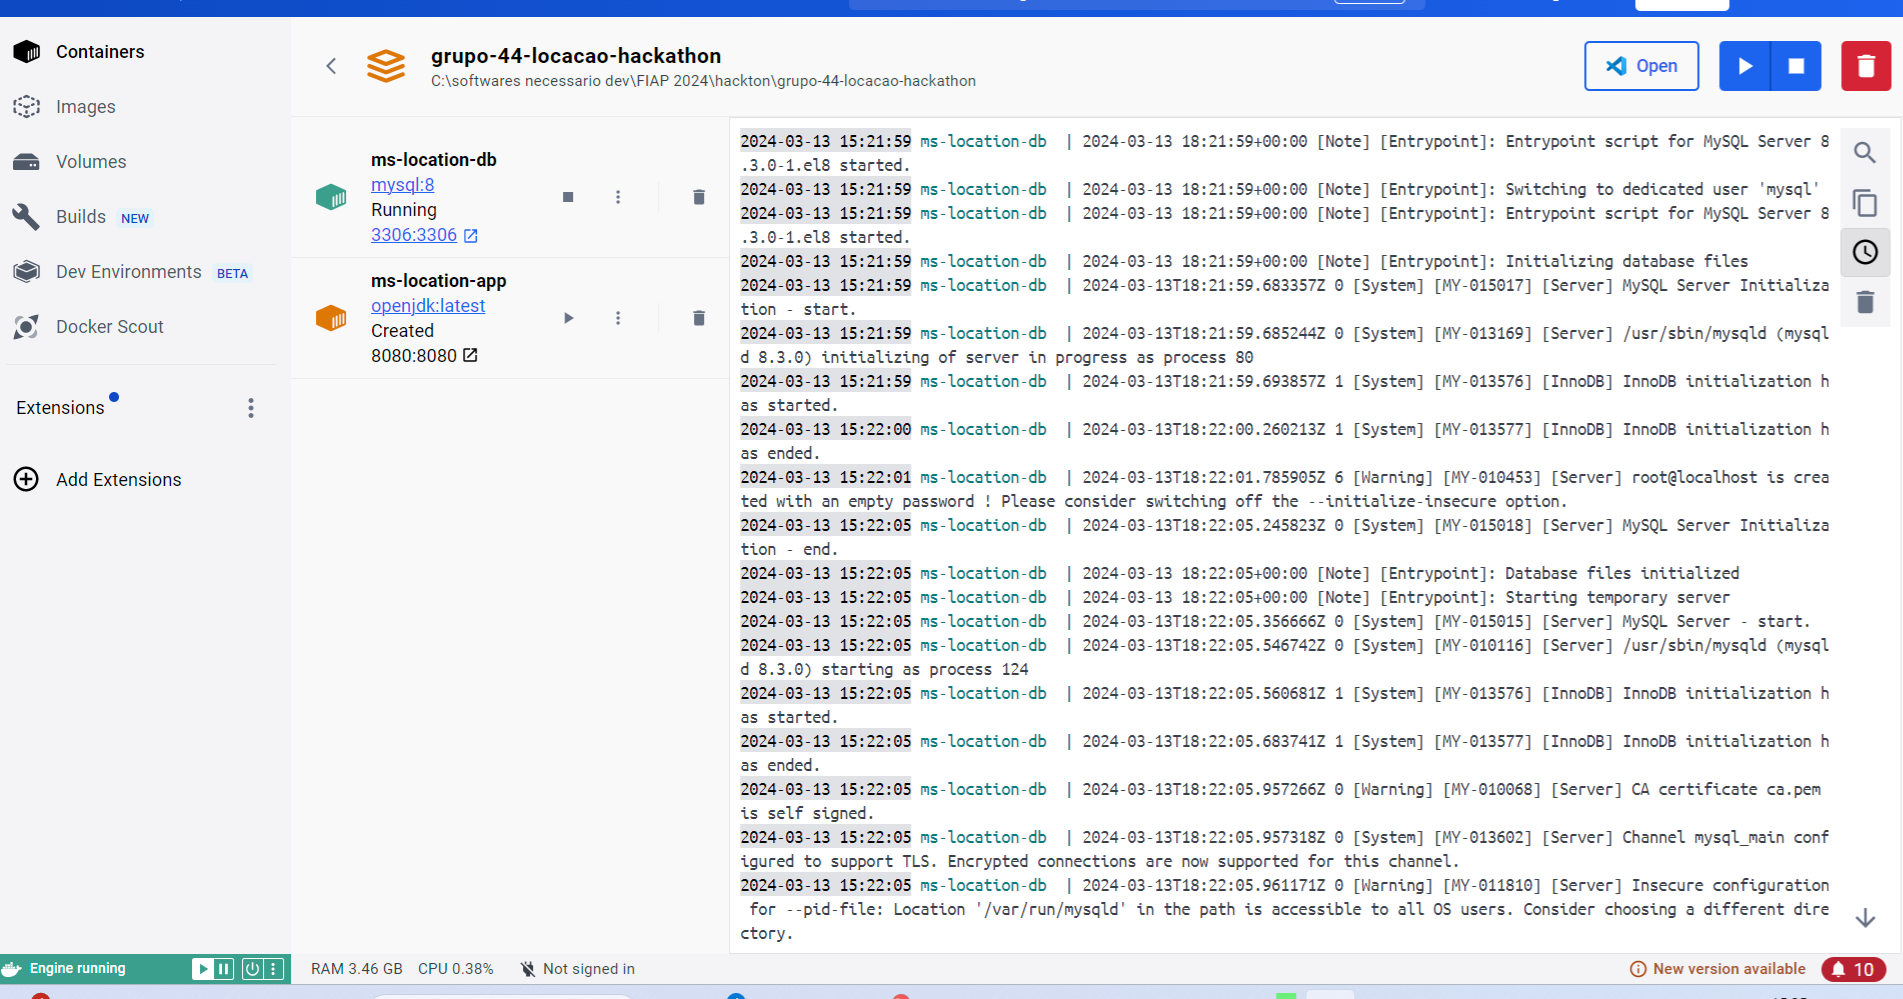 Containers
Images
Volumes
Builds NEW
Dev Environments BETA
Docker Scout
Extensions
Add Extensions
grupo-44-locacao-hackathon
C:\softwares necessario dev\FIAP 2024\hackton\grupo-44-locacao-hackathon
Open
ms-location-db
mysql:8
Running
3306:3306
ms-location-app
openjdk:latest
Created
8080:8080
2024-03-13 15:21:59 ms-location-db  | 2024-03-13 18:21:59+00:00 [Note] [Entrypoint]: Entrypoint script for MySQL Server 8
.3.0-1.el8 started.
2024-03-13 15:21:59 ms-location-db  | 2024-03-13 18:21:59+00:00 [Note] [Entrypoint]: Switching to dedicated user 'mysql'
2024-03-13 15:21:59 ms-location-db  | 2024-03-13 18:21:59+00:00 [Note] [Entrypoint]: Entrypoint script for MySQL Server 8
.3.0-1.el8 started.
2024-03-13 15:21:59 ms-location-db  | 2024-03-13 18:21:59+00:00 [Note] [Entrypoint]: Initializing database files
2024-03-13 15:21:59 ms-location-db  | 2024-03-13T18:21:59.683357Z 0 [System] [MY-015017] [Server] MySQL Server Initializa
tion - start.
2024-03-13 15:21:59 ms-location-db  | 2024-03-13T18:21:59.685244Z 0 [System] [MY-013169] [Server] /usr/sbin/mysqld (mysql
d 8.3.0) initializing of server in progress as process 80
2024-03-13 15:21:59 ms-location-db  | 2024-03-13T18:21:59.693857Z 1 [System] [MY-013576] [InnoDB] InnoDB initialization h
as started.
2024-03-13 15:22:00 ms-location-db  | 2024-03-13T18:22:00.260213Z 1 [System] [MY-013577] [InnoDB] InnoDB initialization h
as ended.
2024-03-13 15:22:01 ms-location-db  | 2024-03-13T18:22:01.785905Z 6 [Warning] [MY-010453] [Server] root@localhost is crea
ted with an empty password ! Please consider switching off the --initialize-insecure option.
2024-03-13 15:22:05 ms-location-db  | 2024-03-13T18:22:05.245823Z 0 [System] [MY-015018] [Server] MySQL Server Initializa
tion - end.
2024-03-13 15:22:05 ms-location-db  | 2024-03-13 18:22:05+00:00 [Note] [Entrypoint]: Database files initialized
2024-03-13 15:22:05 ms-location-db  | 2024-03-13 18:22:05+00:00 [Note] [Entrypoint]: Starting temporary server
2024-03-13 15:22:05 ms-location-db  | 2024-03-13T18:22:05.356666Z 0 [System] [MY-015015] [Server] MySQL Server - start.
2024-03-13 15:22:05 ms-location-db  | 2024-03-13T18:22:05.546742Z 0 [System] [MY-010116] [Server] /usr/sbin/mysqld (mysql
d 8.3.0) starting as process 124
2024-03-13 15:22:05 ms-location-db  | 2024-03-13T18:22:05.560681Z 1 [System] [MY-013576] [InnoDB] InnoDB initialization h
as started.
2024-03-13 15:22:05 ms-location-db  | 2024-03-13T18:22:05.683741Z 1 [System] [MY-013577] [InnoDB] InnoDB initialization h
as ended.
2024-03-13 15:22:05 ms-location-db  | 2024-03-13T18:22:05.957266Z 0 [Warning] [MY-010068] [Server] CA certificate ca.pem
is self signed.
2024-03-13 15:22:05 ms-location-db  | 2024-03-13T18:22:05.957318Z 0 [System] [MY-013602] [Server] Channel mysql_main conf
igured to support TLS. Encrypted connections are now supported for this channel.
2024-03-13 15:22:05 ms-location-db  | 2024-03-13T18:22:05.961171Z 0 [Warning] [MY-011810] [Server] Insecure configuration
for --pid-file: Location '/var/run/mysqld' in the path is accessible to all OS users. Consider choosing a different dire
ctory.
Engine running
RAM 3.46 GB CPU 0.38% Not signed in
New version available
10